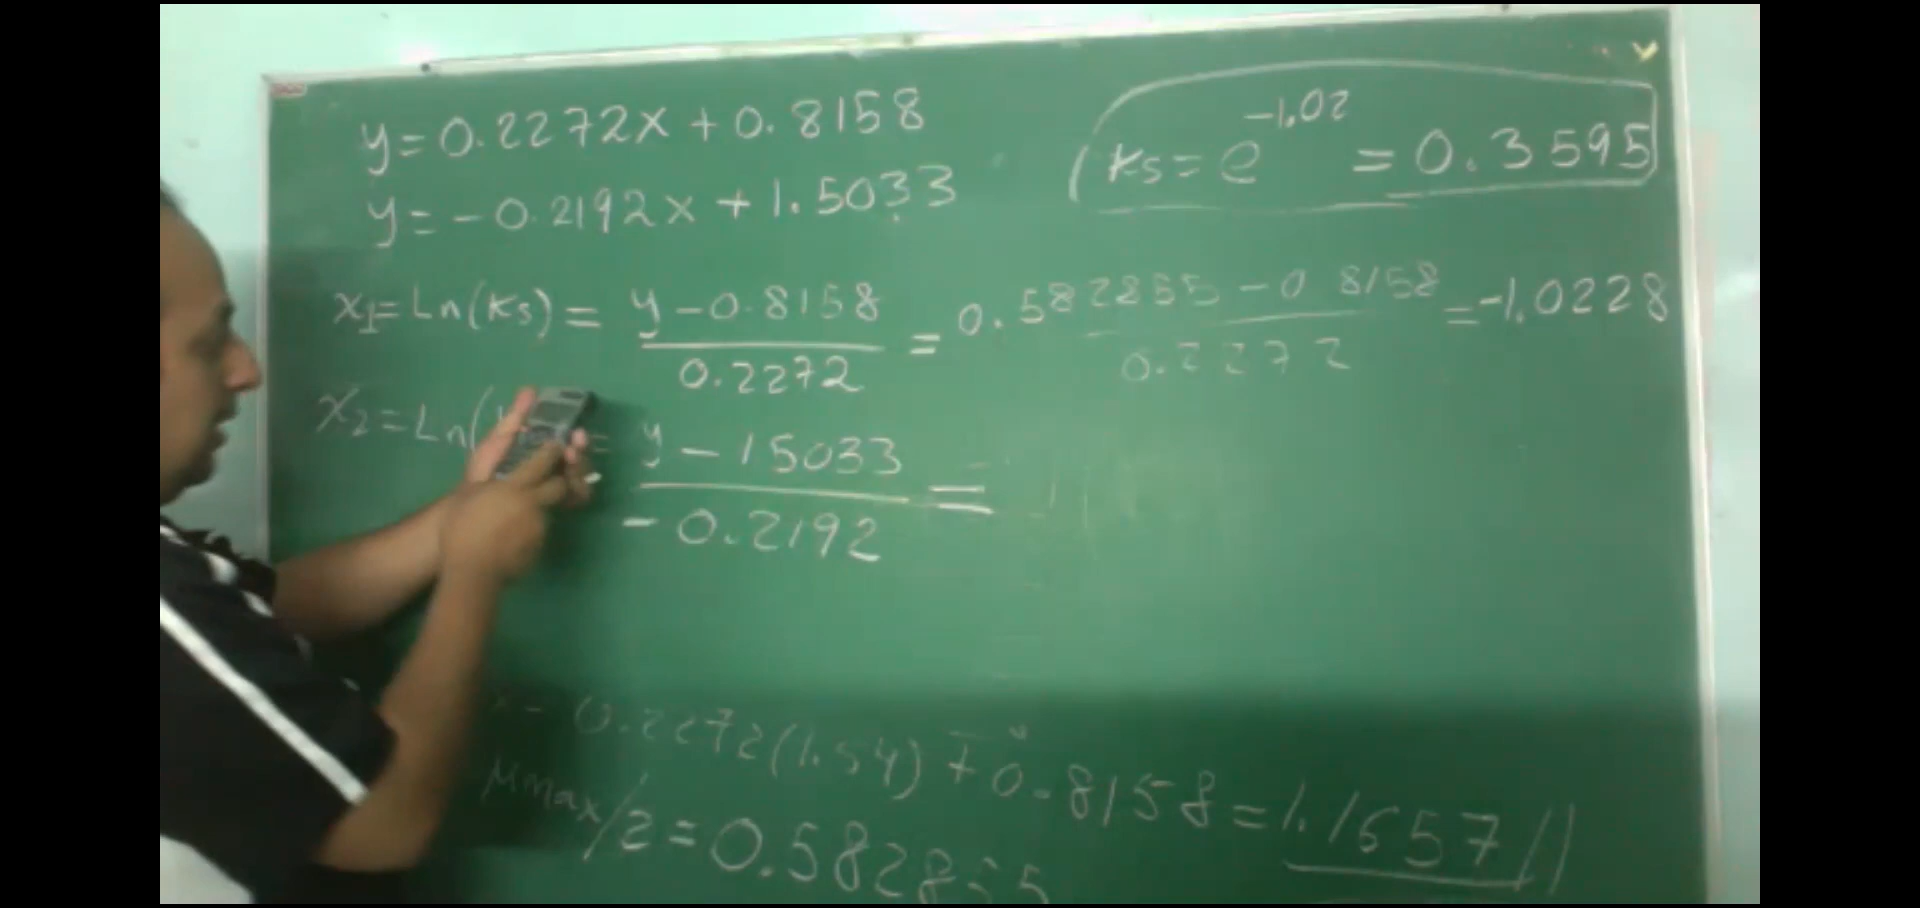 y=0.2272x+0.8158
y=-0.2192x+1.5033
ks=e^-1.02 = 0.3595
x1=Ln(ks) = y-0.8158 / 0.2272 = 0.582855-0.8158 / 0.2272 = -1.0228
x2=Ln( = y-15033 / -0.2192 =
0.2272(1.54)+0.8158=1.1657//
μmax/2=0.582855